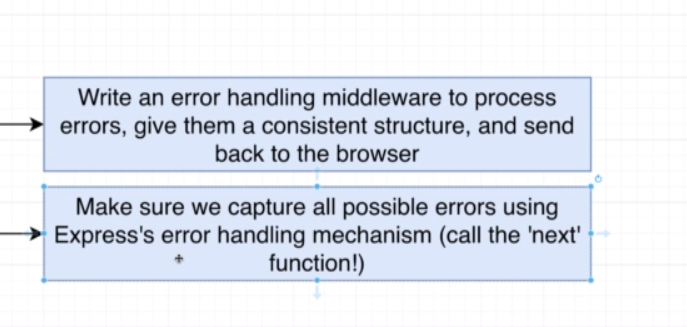 Write an error handling middleware to process
errors, give them a consistent structure, and send
back to the browser
Make sure we capture all possible errors using
Express's error handling mechanism (call the 'next'
function!)